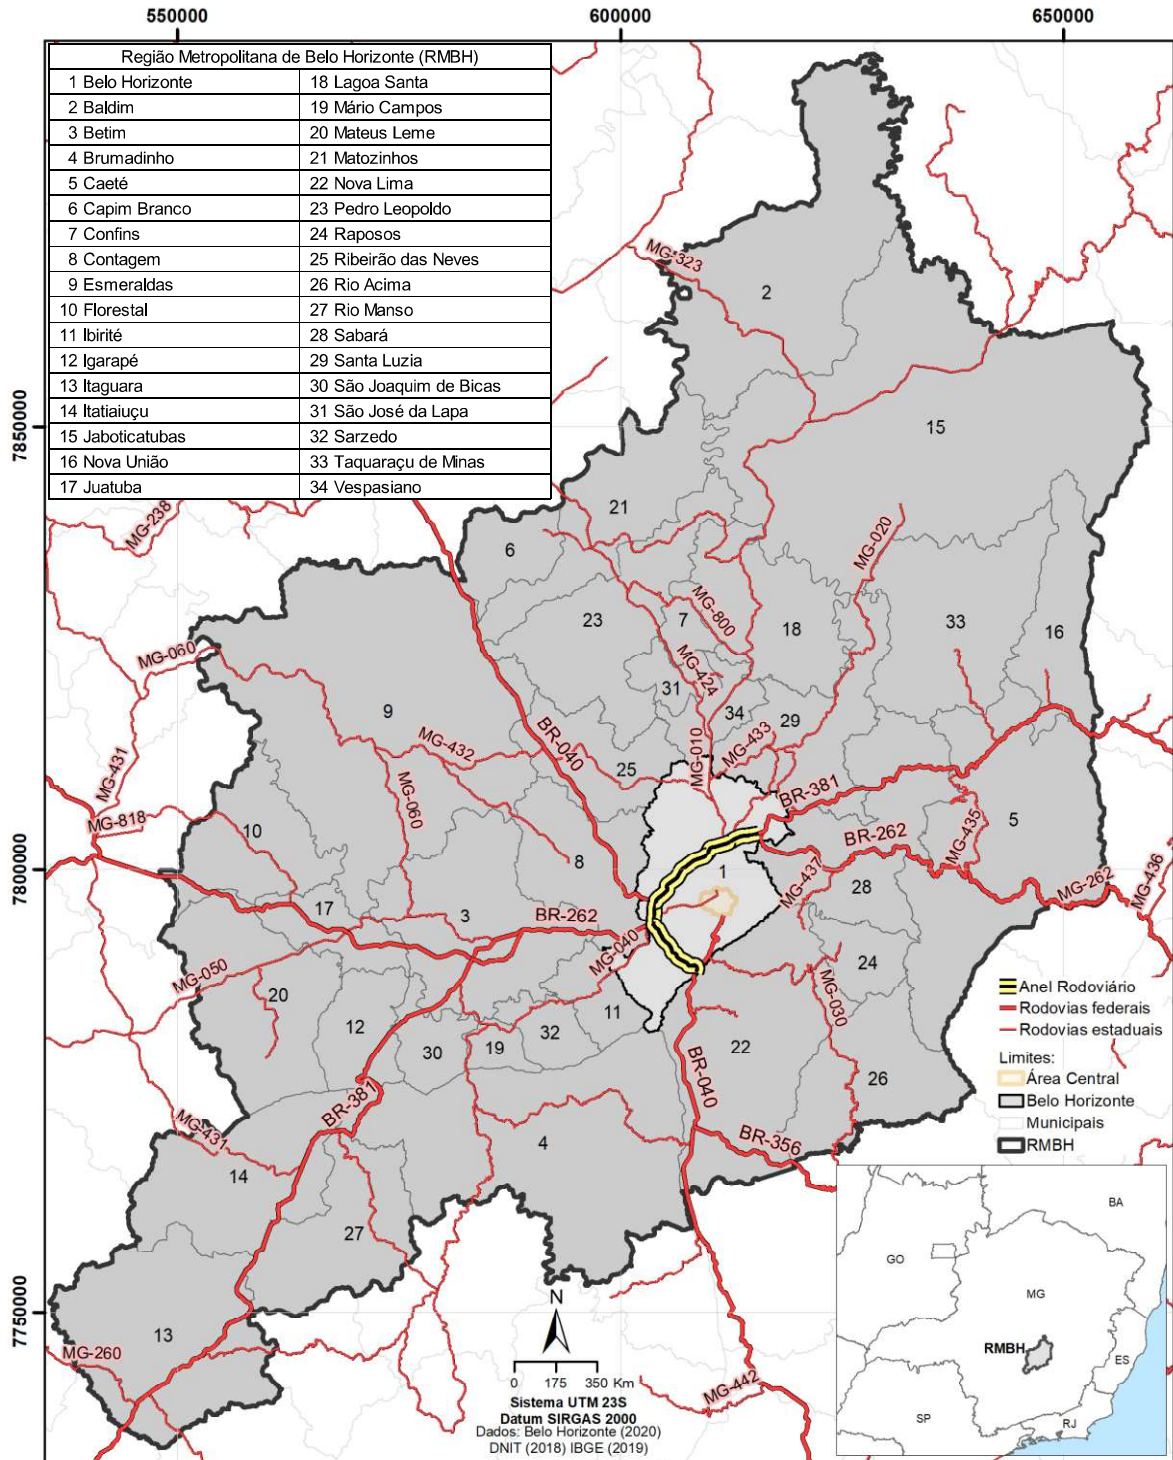 550000 600000 650000
Região Metropolitana de Belo Horizonte (RMBH)
1 Belo Horizonte 18 Lagoa Santa
2 Baldim 19 Mário Campos
3 Betim 20 Mateus Leme
4 Brumadinho 21 Matozinhos
5 Caeté 22 Nova Lima
6 Capim Branco 23 Pedro Leopoldo
7 Confins 24 Raposos
8 Contagem 25 Ribeirão das Neves
9 Esmeraldas 26 Rio Acima
10 Florestal 27 Rio Manso
11 Ibirité 28 Sabará
12 Igarapé 29 Santa Luzia
13 Itaguara 30 São Joaquim de Bicas
14 Itatiaiuçu 31 São José da Lapa
15 Jaboticatubas 32 Sarzedo
16 Nova União 33 Taquaraçu de Minas
17 Juatuba 34 Vespasiano
MG-323
2
7850000
15
21
MG-238
MG-020
6
MG-800
23
7
18
33
16
MG-060
MG-424
31
9
34
29
BR-040
MG-432
MG-010
MG-433
25
MG-431
BR-381
MG-060
MG-818
10
BR-262
MG-435
5
7800000
8
1
MG-437
28
MG-262
MG-436
17
3
BR-262
MG-040
MG-050
24
20
MG-030
Anel Rodoviário
Rodovias federais
Rodovias estaduais
12
11
32
30
19
22
Limites:
BR-040
26
Área Central
Belo Horizonte
Municipais
RMBH
BR-381
MG-431
4
BR-356
14
27
BA
GO
MG
7750000
13
N
RMBH
MG-260
ES
0 175 350 Km
MG-442
SP
RJ
Sistema UTM 23S
Datum SIRGAS 2000
Dados: Belo Horizonte (2020)
DNIT (2018) IBGE (2019)